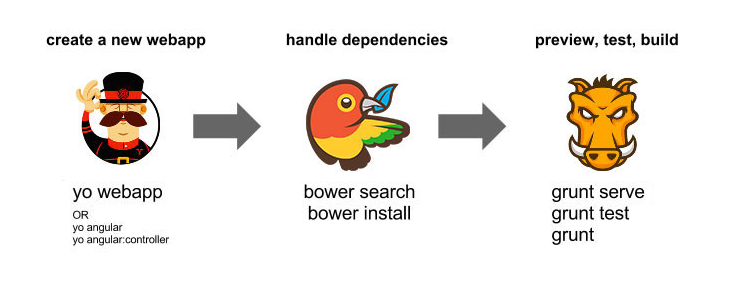 create a new webapp
handle dependencies
preview, test, build
yo webapp
OR
yo angular
yo angular:controller
bower search
bower install
grunt serve
grunt test
grunt